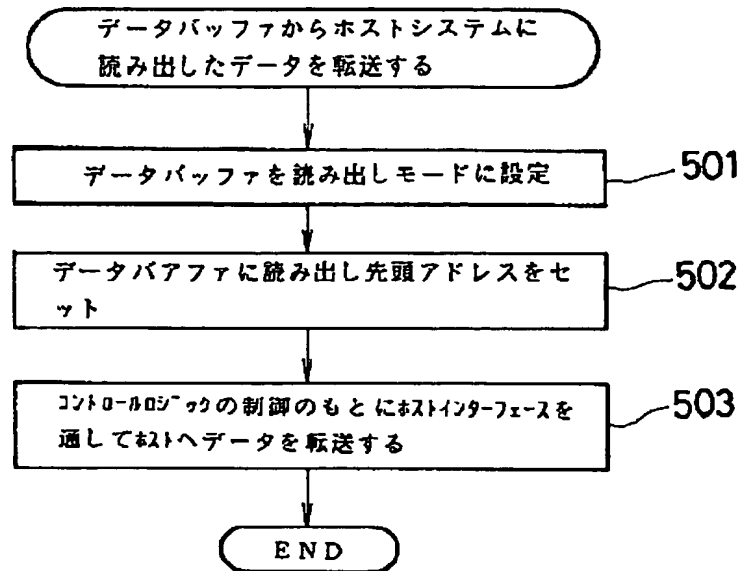 データバッファからホストシステムに
読み出したデータを転送する
データバッファを読み出しモードに設定
501
データバアファに読み出し先頭アドレスをセ
ット
502
ｺﾝﾄﾛｰﾙﾛｼﾞｯｸの制御のもとにﾎｽﾄｲﾝﾀｰﾌｪｰｽを
通してﾎｽﾄへデータを転送する
503
END